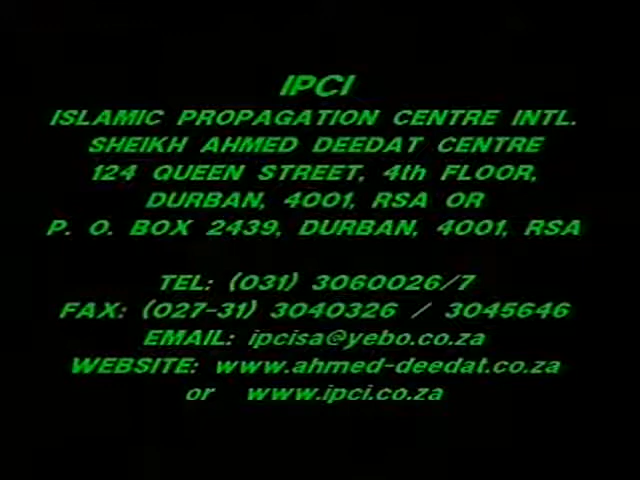 IPCI
ISLAMIC PROPAGATION CENTRE INTL.
SHEIKH AHMED DEEDAT CENTRE
124 QUEEN STREET, 4th FLOOR,
DURBAN, 4001, RSA OR
P. O. BOX 2439, DURBAN, 4001, RSA
TEL: (031) 3060026/7
FAX: (027-31) 3040326 / 3045646
EMAIL: ipcisa@yebo.co.za
WEBSITE: www.ahmed-deedat.co.za
or www.ipci.co.za